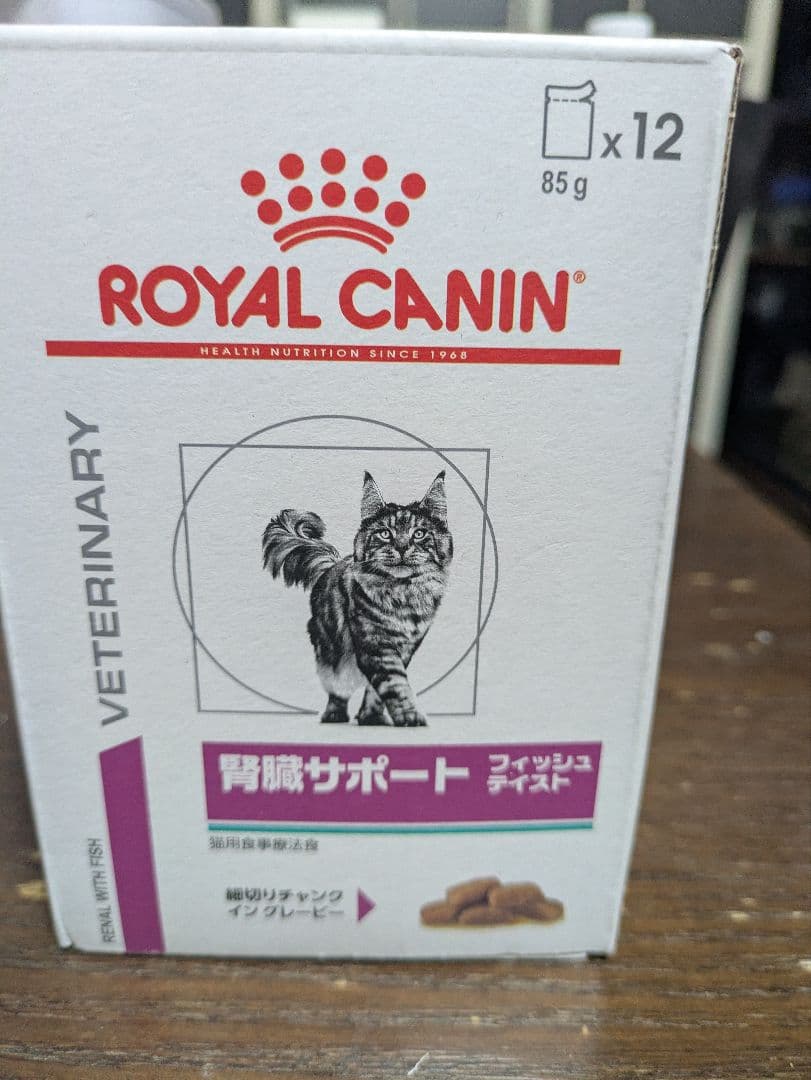 x12
85g
ROYAL CANIN®
HEALTH NUTRITION SINCE 1968
VETERINARY
腎臓サポート
フィッシュ
テイスト
猫用食事療法食
細切りチャンク
イン グレービー
RENAL WITH FISH